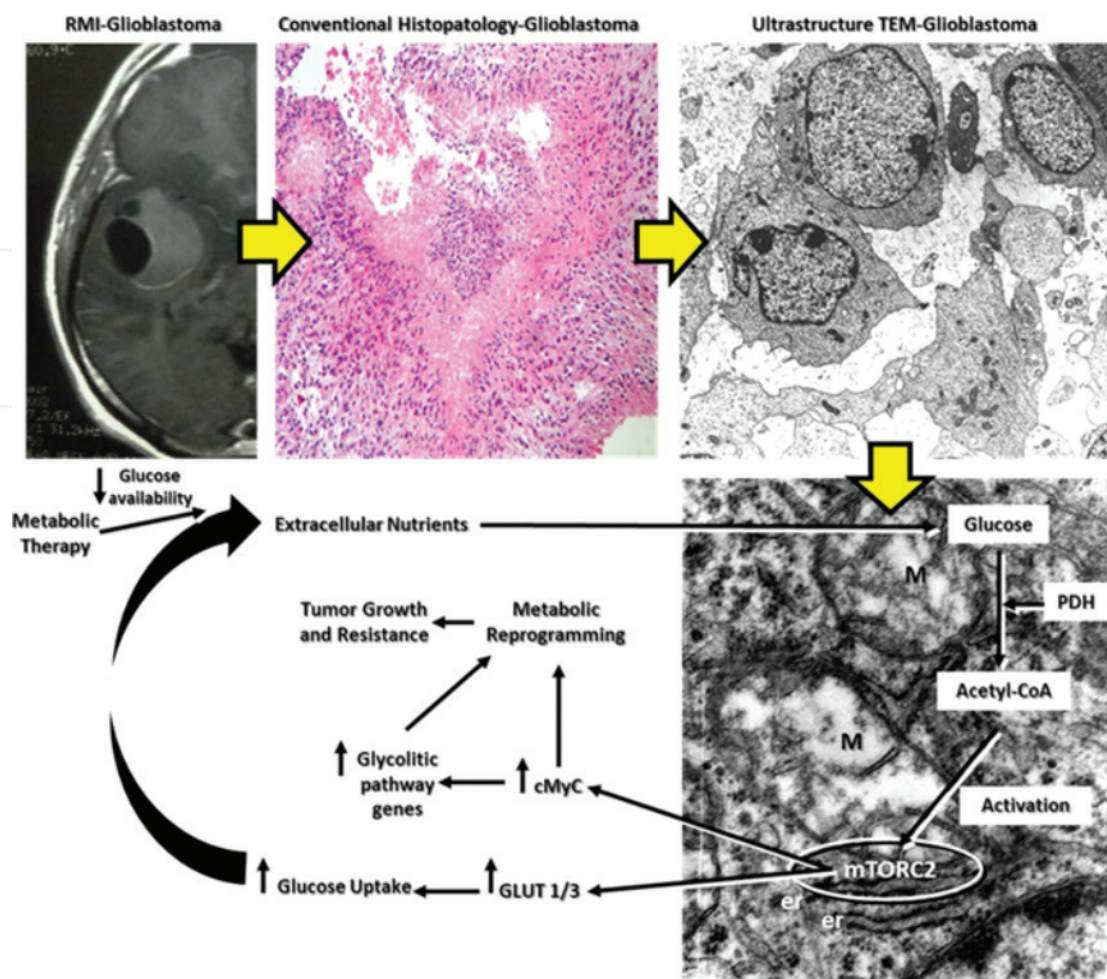 RMI-Glioblastoma
Conventional Histopatology-Glioblastoma
Ultrastructure TEM-Glioblastoma
Glucose
availability
Metabolic
Therapy
Extracellular Nutrients
Glucose
M
PDH
Tumor Growth
and Resistance
Metabolic
Reprogramming
Acetyl-CoA
M
Glycolitic
pathway
genes
cMyC
Activation
mTORC2
Glucose Uptake
GLUT 1/3
er
er